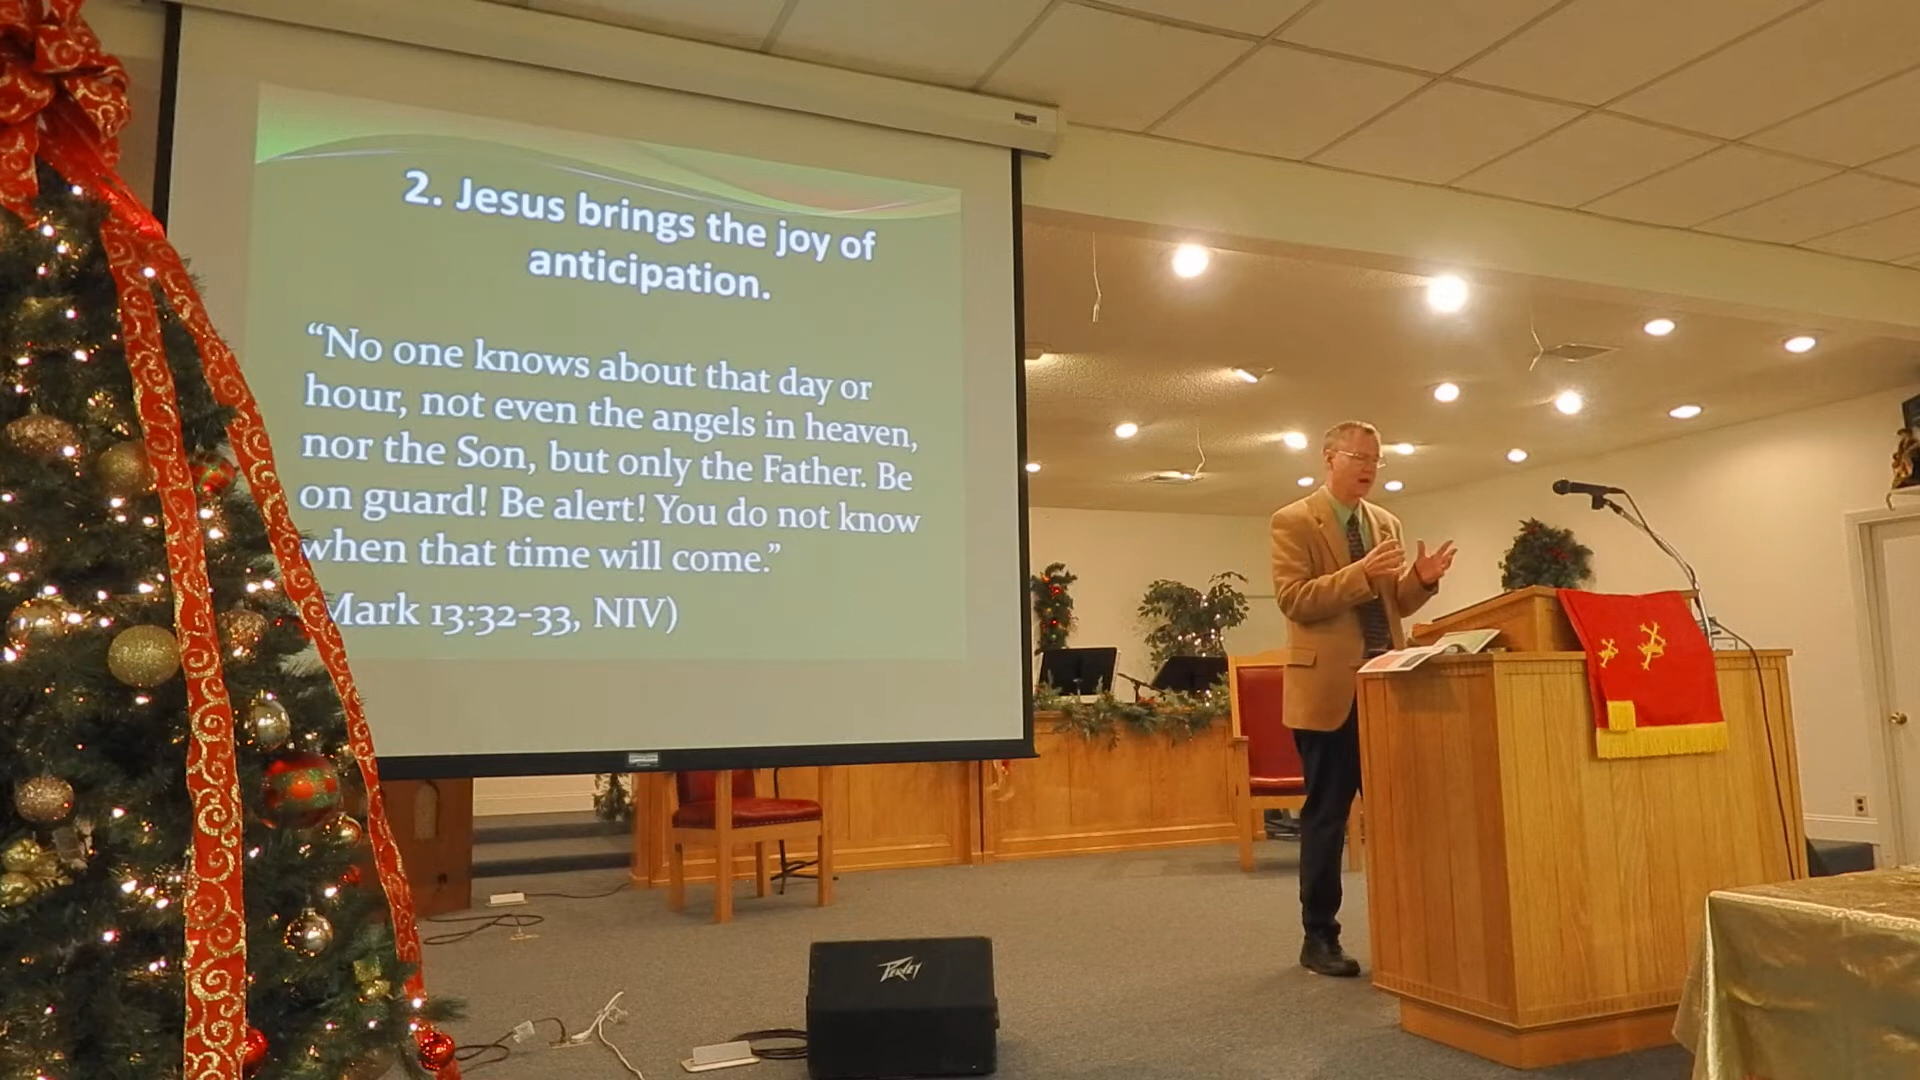 2. Jesus brings the joy of
anticipation.
“No one knows about that day or
hour, not even the angels in heaven,
nor the Son, but only the Father. Be
on guard! Be alert! You do not know
when that time will come.”
Mark 13:32-33, NIV)
PEAVEY